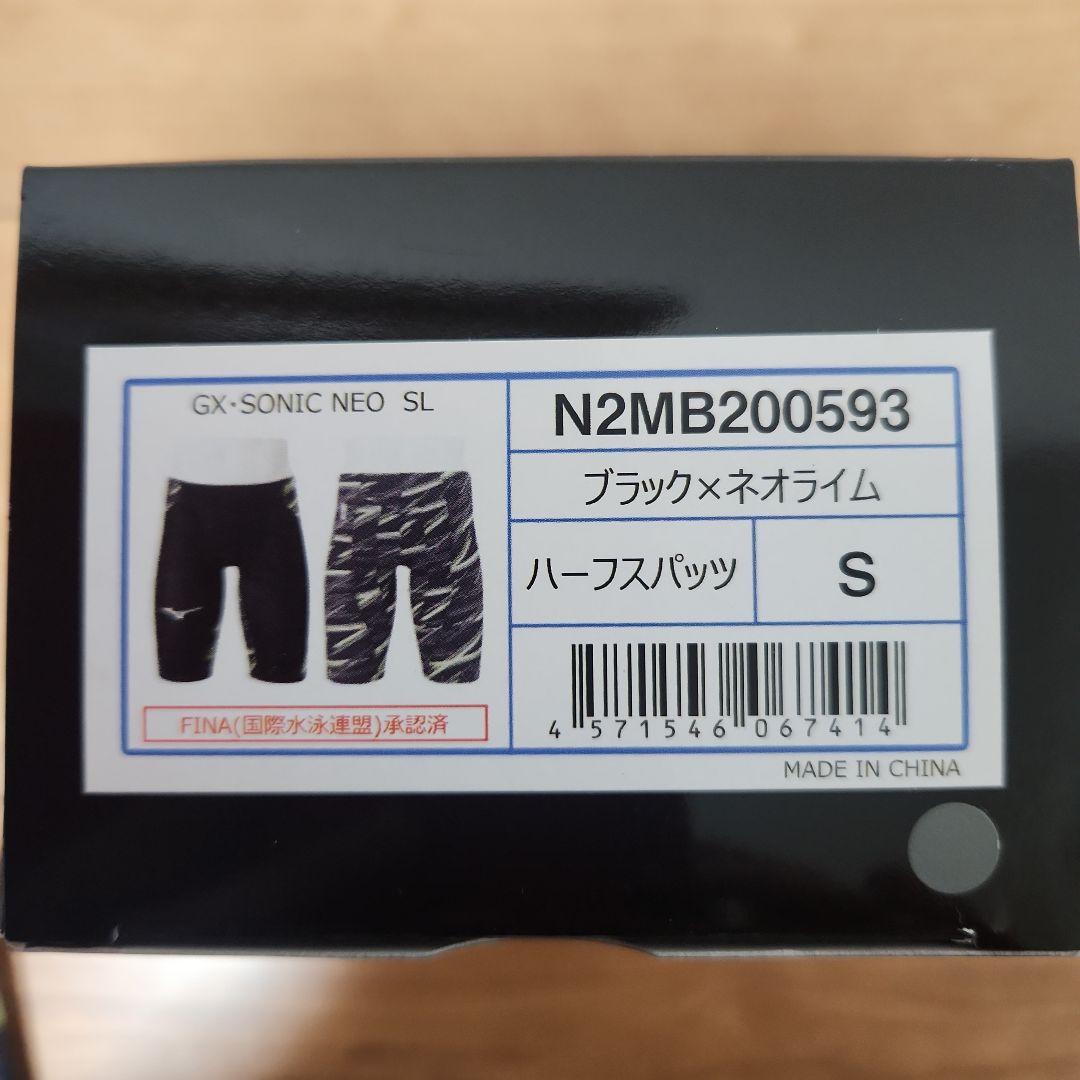 GX・SONIC NEO SL
FINA(国際水泳連盟)承認済
N2MB200593
ブラック×ネオライム
ハーフスパッツ
S
4 571546 067414
MADE IN CHINA